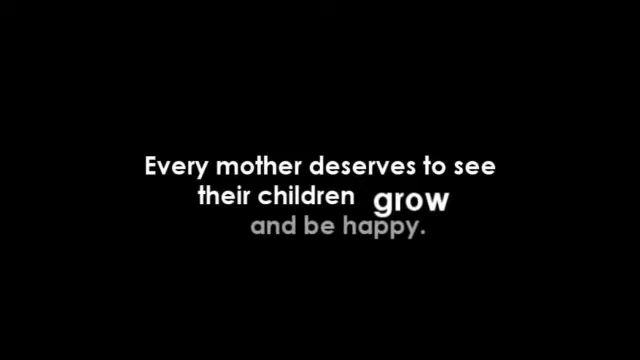 Every mother deserves to see
their children grow
and be happy.